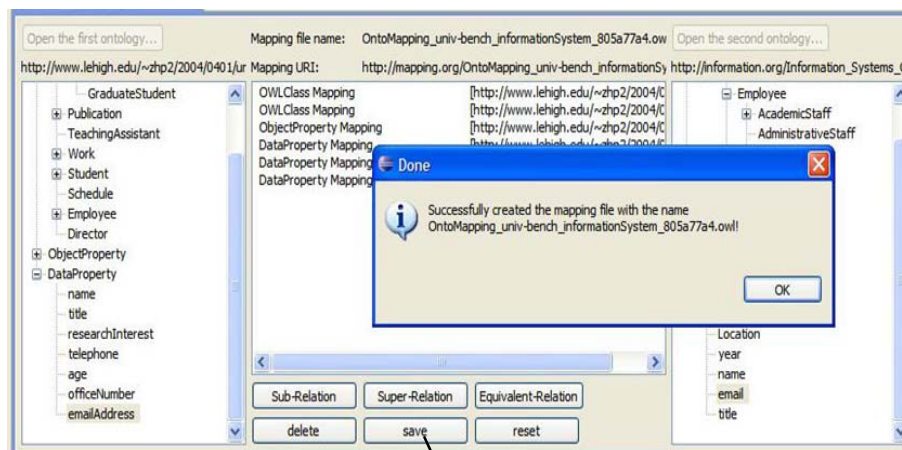 Open the first ontology...
Mapping file name: OntoMapping_univ-bench_informationSystem_805a77a4.ow
Open the second ontology...
http://www.lehigh.edu/~zhp2/2004/0401/ur
Mapping URI: http://mapping.org/OntoMapping_univ-bench_informationSy
http://information.org/Information_Systems_
GraduateStudent
Publication
TeachingAssistant
Work
Student
Schedule
Employee
Director
ObjectProperty
DataProperty
name
title
researchInterest
telephone
age
officeNumber
emailAddress
OWLClass Mapping [http://www.lehigh.edu/~zhp2/2004/0
OWLClass Mapping [http://www.lehigh.edu/~zhp2/2004/0
ObjectProperty Mapping [http://www.lehigh.edu/~zhp2/2004/0
DataProperty Mapping
DataProperty Mapping
DataProperty Mapping
Done
Successfully created the mapping file with the name
OntoMapping_univ-bench_informationSystem_805a77a4.owl!
OK
Sub-Relation
Super-Relation
Equivalent-Relation
delete
save
reset
Employee
AcademicStaff
AdministrativeStaff
Location
year
name
email
title